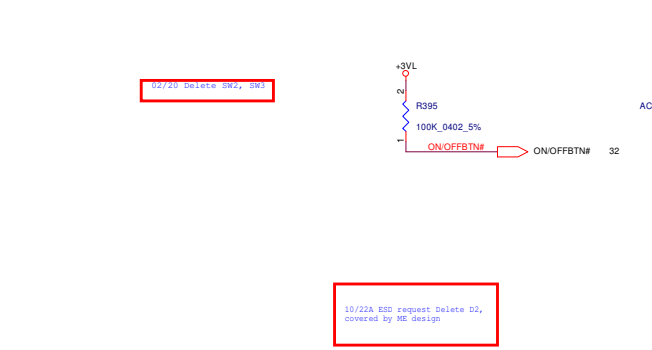 +3VL
02/20 Delete SW2, SW3
2
R395
AC
100K_0402_5%
1
ON/OFFBTN#
ON/OFFBTN#
32
10/22A ESD request Delete D2,
covered by ME design